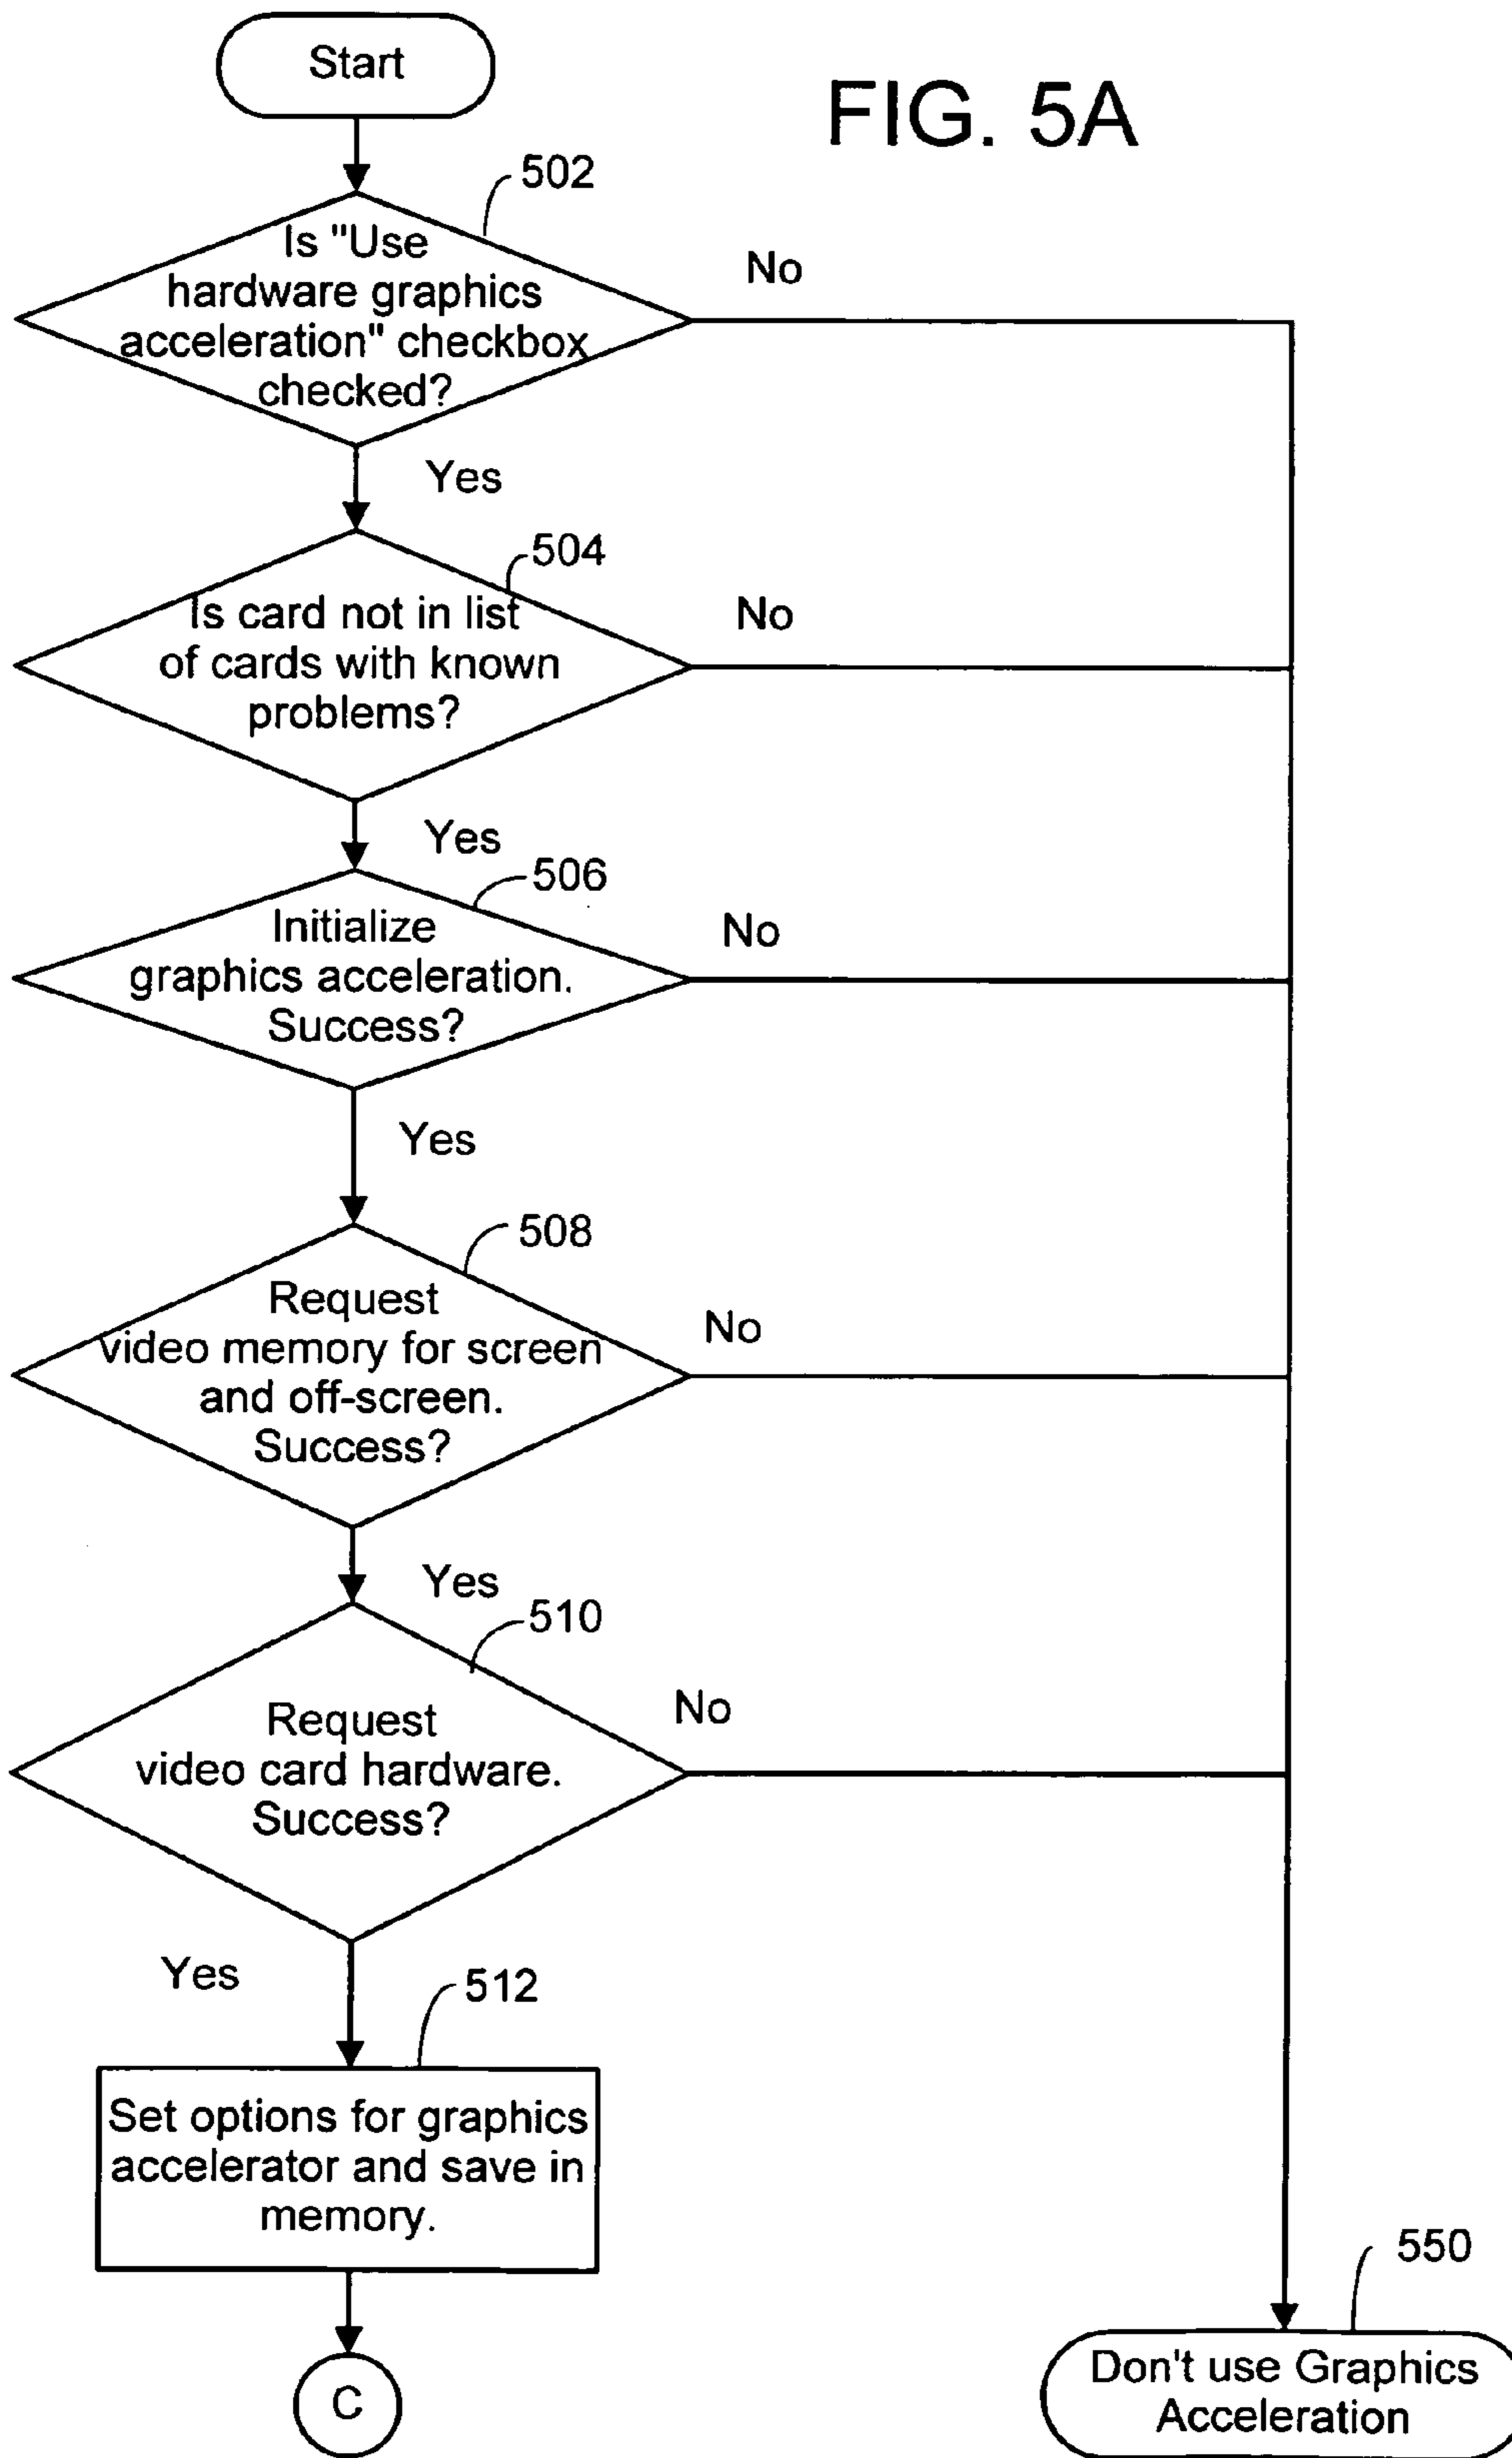 Start
FIG. 5A
502
Is "Use
hardware graphics
acceleration" checkbox
checked?
No
Yes
504
Is card not in list
of cards with known
problems?
No
Yes
506
Initialize
graphics acceleration.
Success?
No
Yes
508
Request
video memory for screen
and off-screen.
Success?
No
Yes
510
Request
video card hardware.
Success?
No
Yes
512
Set options for graphics
accelerator and save in
memory.
C
550
Don't use Graphics
Acceleration